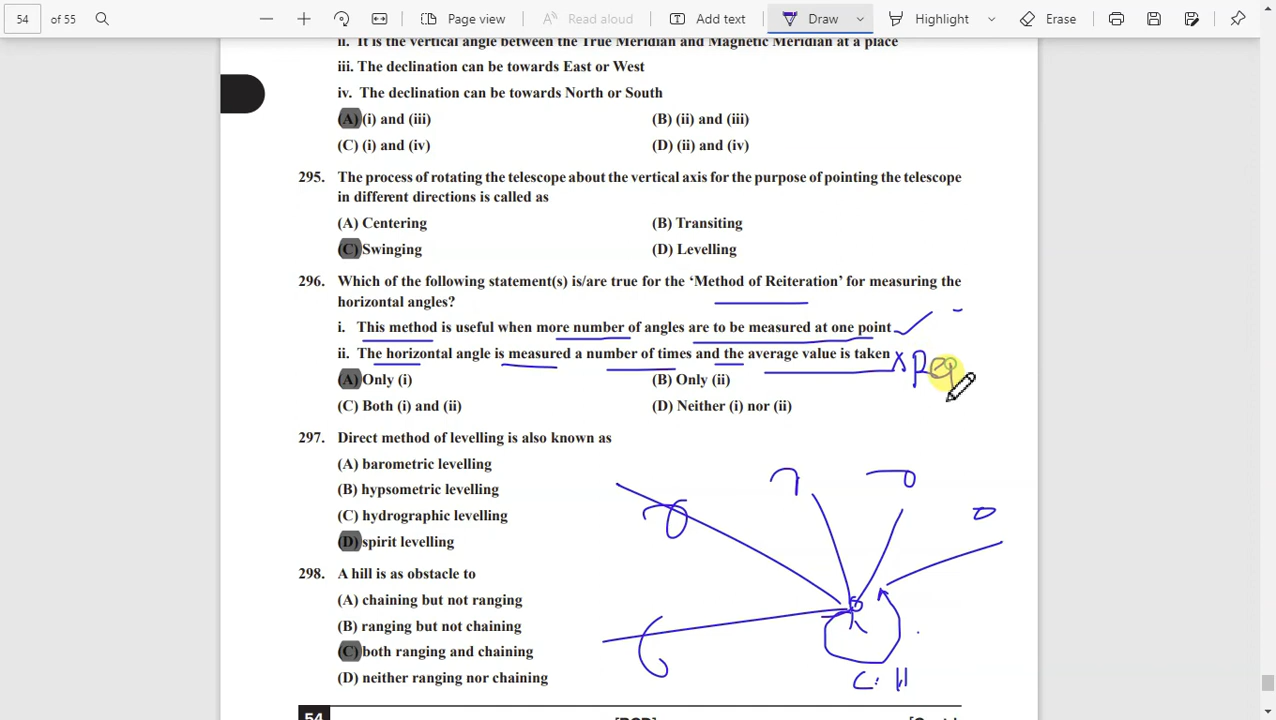 54 of 55
Page view
Read aloud
Add text
Draw
Highlight
Erase
ii. It is the vertical angle between the True Meridian and Magnetic Meridian at a place
iii. The declination can be towards East or West
iv. The declination can be towards North or South
(A) (i) and (iii) (B) (ii) and (iii)
(C) (i) and (iv) (D) (ii) and (iv)
295. The process of rotating the telescope about the vertical axis for the purpose of pointing the telescope
in different directions is called as
(A) Centering (B) Transiting
(C) Swinging (D) Levelling
296. Which of the following statement(s) is/are true for the ‘Method of Reiteration’ for measuring the
horizontal angles?
i. This method is useful when more number of angles are to be measured at one point
ii. The horizontal angle is measured a number of times and the average value is taken
(A) Only (i) (B) Only (ii)
(C) Both (i) and (ii) (D) Neither (i) nor (ii)
297. Direct method of levelling is also known as
(A) barometric levelling
(B) hypsometric levelling
(C) hydrographic levelling
(D) spirit levelling
298. A hill is as obstacle to
(A) chaining but not ranging
(B) ranging but not chaining
(C) both ranging and chaining
(D) neither ranging nor chaining
54